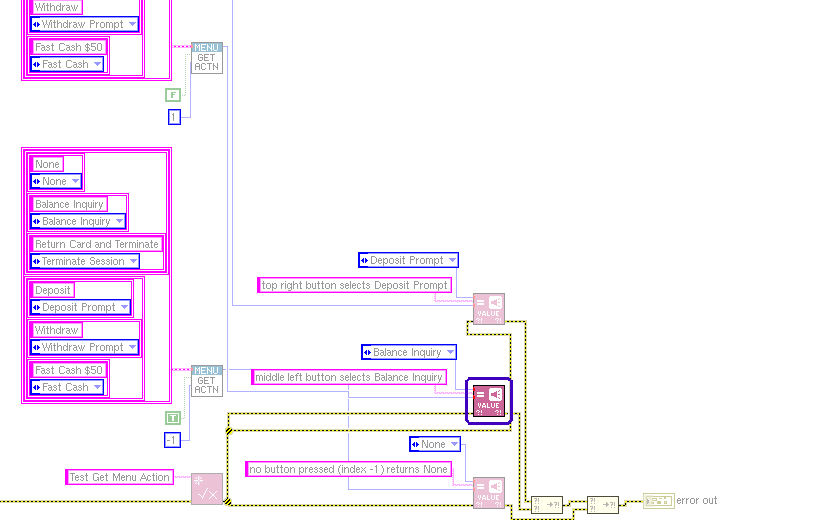 Withdraw
Withdraw Prompt
Fast Cash $50
Fast Cash
MENU
GET
ACTN
F
1
None
None
Balance Inquiry
Balance Inquiry
Return Card and Terminate
Terminate Session
Deposit
Deposit Prompt
Withdraw
Withdraw Prompt
Fast Cash $50
Fast Cash
MENU
GET
ACTN
T
-1
Deposit Prompt
top right button selects Deposit Prompt
=
VALUE
?! ?!
Balance Inquiry
middle left button selects Balance Inquiry
=
VALUE
?! ?!
None
no button pressed (index -1) returns None
=
VALUE
?! ?!
Test Get Menu Action
√x
?!
?!
error out